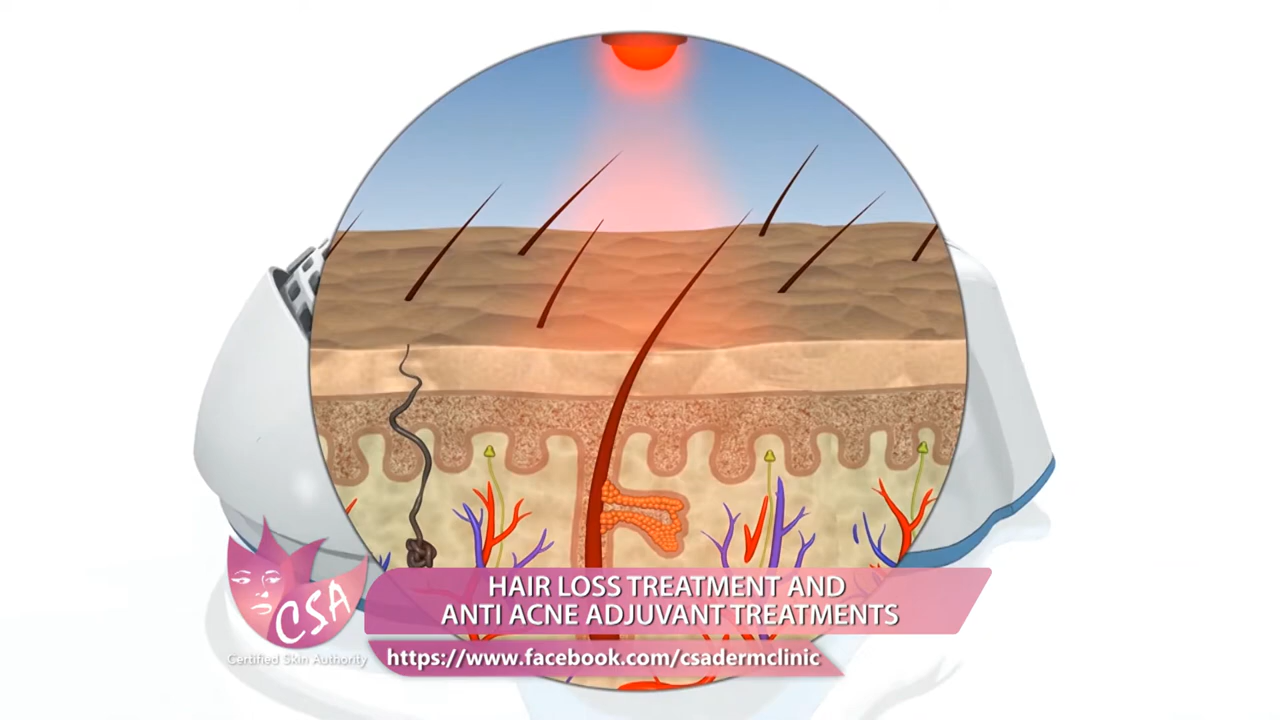 HAIR LOSS TREATMENT AND
ANTI ACNE ADJUVANT TREATMENTS
CSA
Certified Skin Authority
https://www.facebook.com/csadermclinic